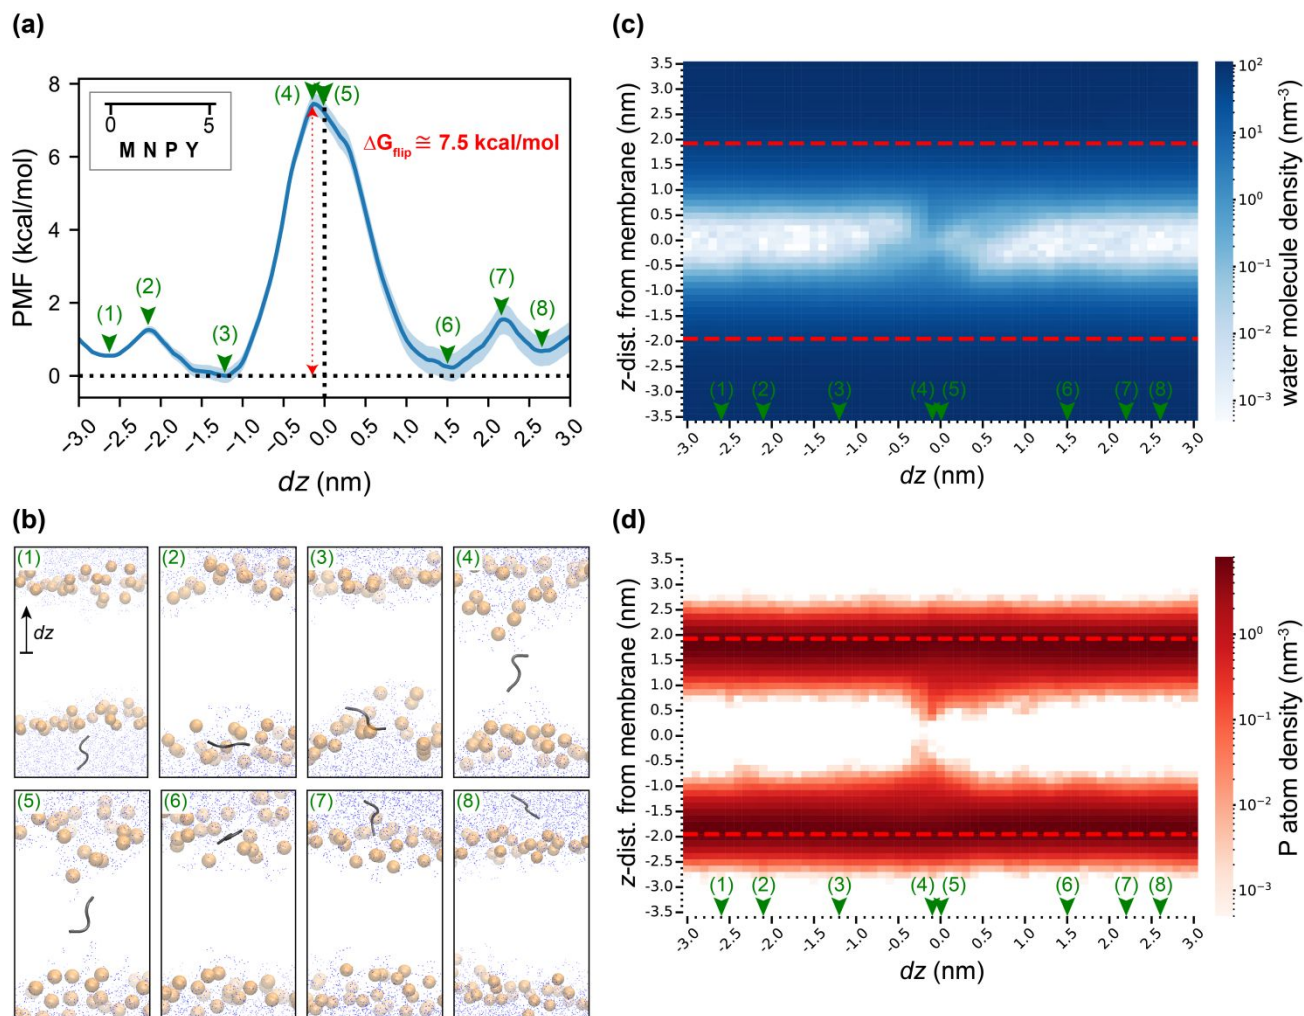 (a)
8
6
4
2
0
PMF (kcal/mol)
0 5
M N P Y
(1)
(2)
(3)
(4)
(5)
(6)
(7)
(8)
ΔGflip ≅ 7.5 kcal/mol
-3.0 -2.5 -2.0 -1.5 -1.0 -0.5 0.0 0.5 1.0 1.5 2.0 2.5 3.0
dz (nm)
(b)
(1) (2) (3) (4)
dz
(5) (6) (7) (8)
(c)
z-dist. from membrane (nm)
3.5
3.0
2.5
2.0
1.5
1.0
0.5
0.0
-0.5
-1.0
-1.5
-2.0
-2.5
-3.0
-3.5
(1) (2) (3) (4) (5) (6) (7) (8)
-3.0 -2.5 -2.0 -1.5 -1.0 -0.5 0.0 0.5 1.0 1.5 2.0 2.5 3.0
dz (nm)
10²
10¹
10⁰
10⁻¹
10⁻²
10⁻³
water molecule density (nm⁻³)
(d)
z-dist. from membrane (nm)
3.5
3.0
2.5
2.0
1.5
1.0
0.5
0.0
-0.5
-1.0
-1.5
-2.0
-2.5
-3.0
-3.5
(1) (2) (3) (4) (5) (6) (7) (8)
-3.0 -2.5 -2.0 -1.5 -1.0 -0.5 0.0 0.5 1.0 1.5 2.0 2.5 3.0
dz (nm)
10⁰
10⁻¹
10⁻²
10⁻³
P atom density (nm⁻³)